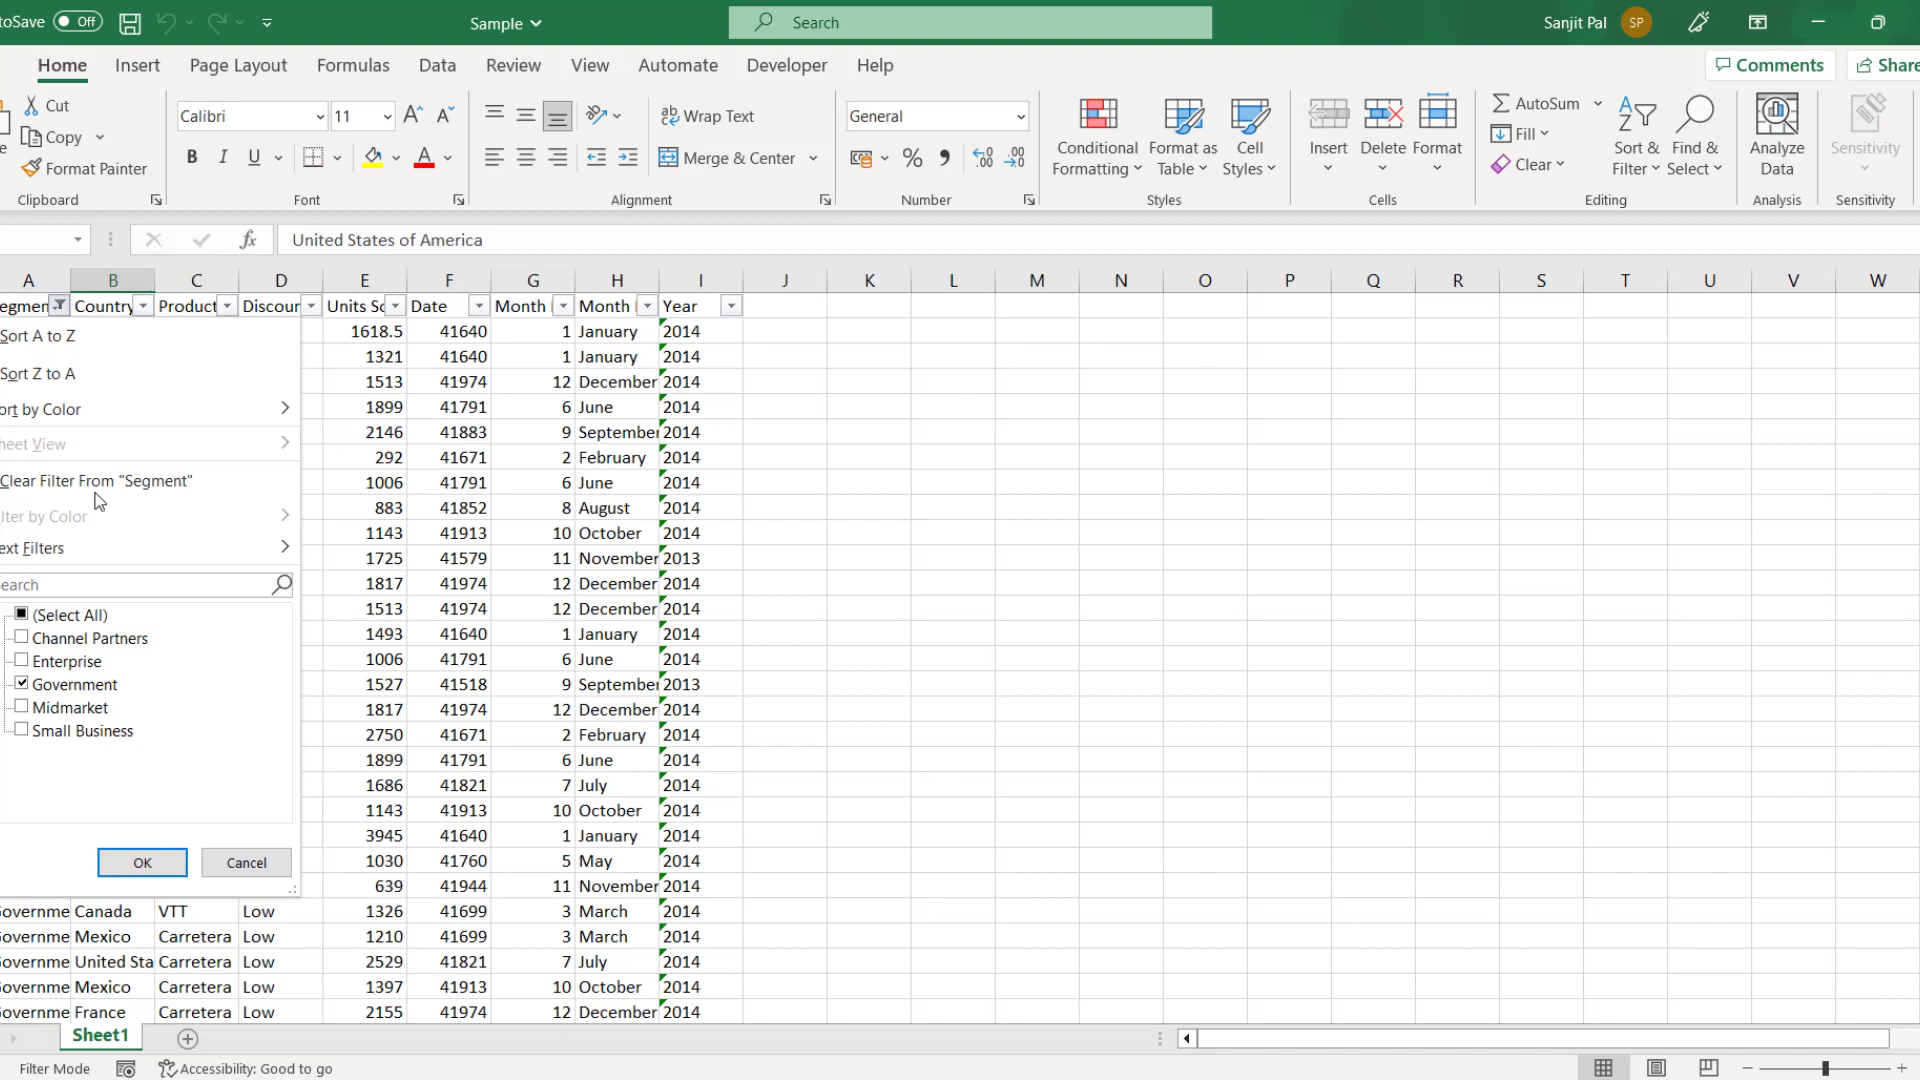 toSave Off Sample Search Sanjit Pal SP
Home Insert Page Layout Formulas Data Review View Automate Developer Help Comments Share
Cut
Copy
Format Painter
Clipboard
Calibri 11
B I U A
Font
Wrap Text
Merge & Center
Alignment
General
%
Number
Conditional Formatting
Format as Table
Cell Styles
Styles
Insert Delete Format
Cells
AutoSum
Fill
Clear
Sort & Filter
Find & Select
Editing
Analyze Data
Analysis
Sensitivity
Sensitivity
fx United States of America
A B C D E F G H I J K L M N O P Q R S T U V W
egmen Country Product Discour Units So Date Month Month Year
Sort A to Z
Sort Z to A
ort by Color
heet View
Clear Filter From "Segment"
lter by Color
ext Filters
earch
(Select All)
Channel Partners
Enterprise
Government
Midmarket
Small Business
OK Cancel
1618.5 41640 1 January 2014
1321 41640 1 January 2014
1513 41974 12 December 2014
1899 41791 6 June 2014
2146 41883 9 September 2014
292 41671 2 February 2014
1006 41791 6 June 2014
883 41852 8 August 2014
1143 41913 10 October 2014
1725 41579 11 November 2013
1817 41974 12 December 2014
1513 41974 12 December 2014
1493 41640 1 January 2014
1006 41791 6 June 2014
1527 41518 9 September 2013
1817 41974 12 December 2014
2750 41671 2 February 2014
1899 41791 6 June 2014
1686 41821 7 July 2014
1143 41913 10 October 2014
3945 41640 1 January 2014
1030 41760 5 May 2014
639 41944 11 November 2014
Governme Canada VTT Low 1326 41699 3 March 2014
Governme Mexico Carretera Low 1210 41699 3 March 2014
Governme United Sta Carretera Low 2529 41821 7 July 2014
Governme Mexico Carretera Low 1397 41913 10 October 2014
Governme France Carretera Low 2155 41974 12 December 2014
Sheet1
Filter Mode Accessibility: Good to go